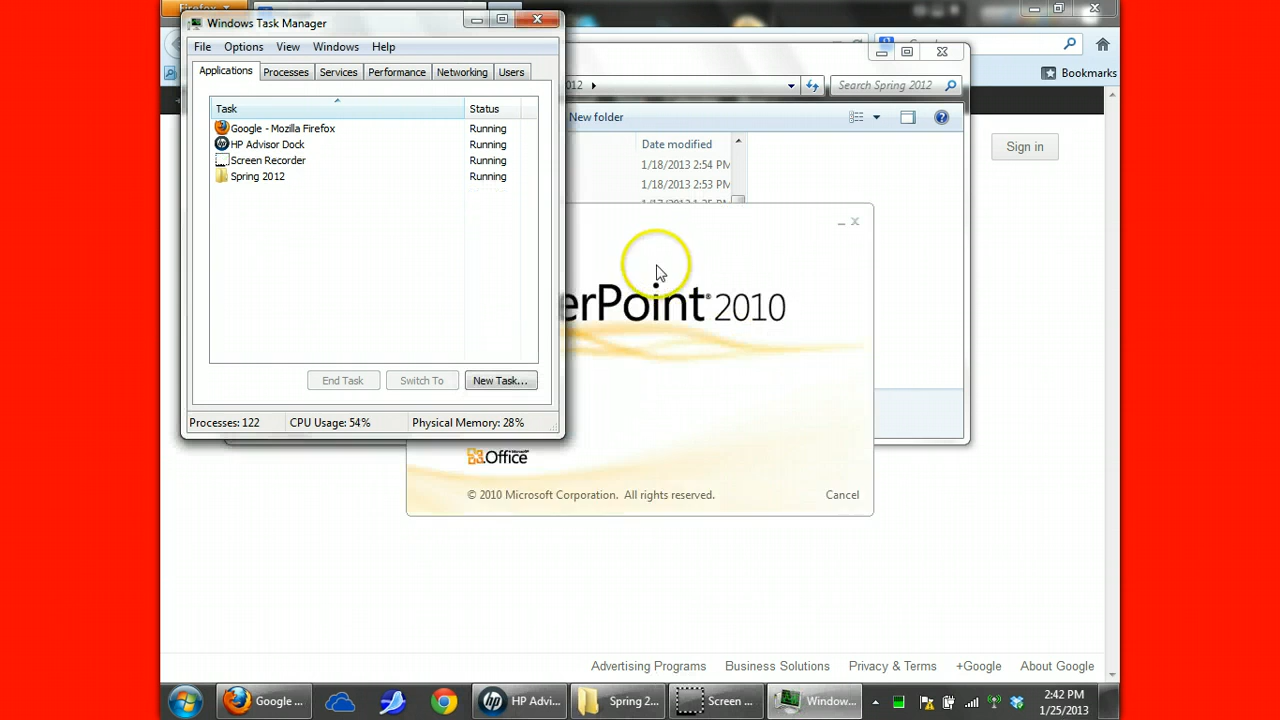 Firefox
Windows Task Manager
File Options View Windows Help
Applications Processes Services Performance Networking Users
Task Status
Google - Mozilla Firefox Running
HP Advisor Dock Running
Screen Recorder Running
Spring 2012 Running
End Task Switch To New Task...
Processes: 122 CPU Usage: 54% Physical Memory: 28%
Bookmarks
012 Search Spring 2012
New folder
Date modified
1/18/2013 2:54 PM
1/18/2013 2:53 PM
Sign in
erPoint 2010
Office
© 2010 Microsoft Corporation. All rights reserved. Cancel
Advertising Programs Business Solutions Privacy & Terms +Google About Google
Google ... HP Advi... Spring 2... Screen ... Window...
2:42 PM
1/25/2013